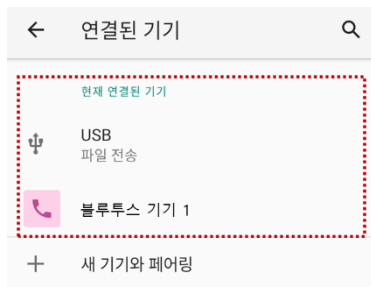 연결된 기기
현재 연결된 기기
USB
파일 전송
블루투스 기기 1
새 기기와 페어링